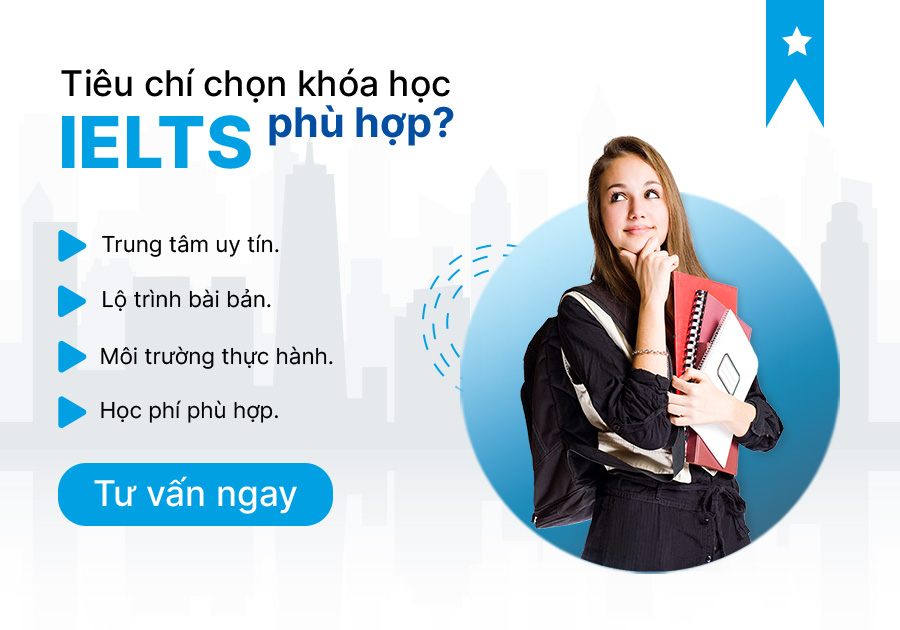 Tiêu chí chọn khóa học
IELTS phù hợp?
Trung tâm uy tín.
Lộ trình bài bản.
Môi trường thực hành.
Học phí phù hợp.
Tư vấn ngay